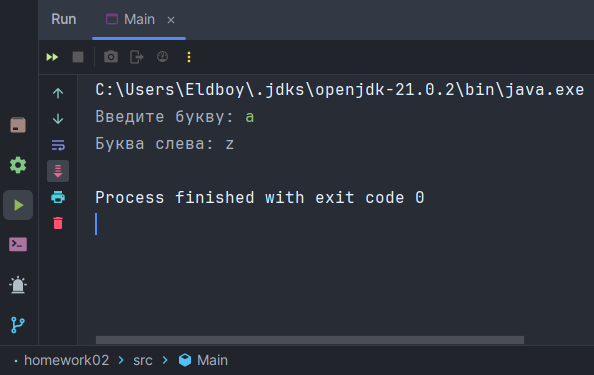 Run Main
C:\Users\Eldboy\.jdks\openjdk-21.0.2\bin\java.exe
Введите букву: a
Буква слева: z
Process finished with exit code 0
homework02 > src > Main